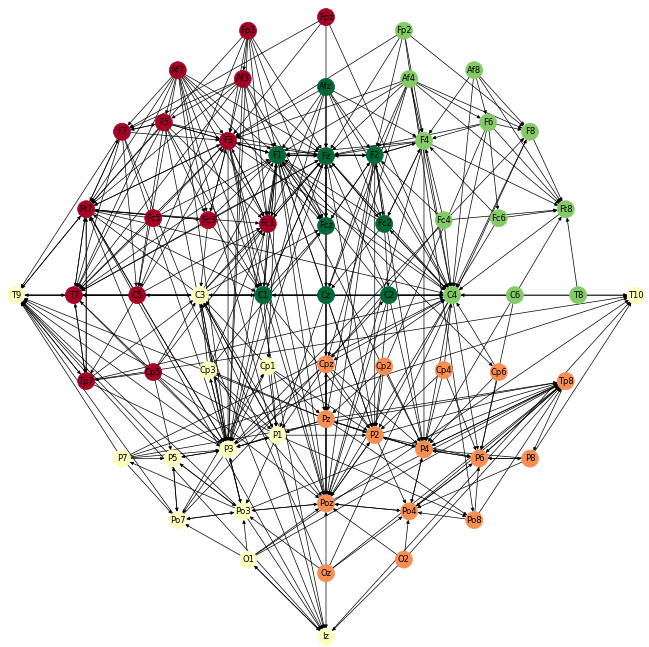 Fpz
Fp1 Fp2
Af7 Af3 Afz Af4 Af8
F7 F5 F3 F1 Fz F2 F4 F6 F8
Fc7 Fc5 Fc3 Fc1 Fcz Fc2 Fc4 Fc6 Ft8
T9 T7 C5 C3 C1 Cz C2 C4 C6 T8 T10
Tp7 Cp5 Cp3 Cp1 Cpz Cp2 Cp4 Cp6 Tp8
P7 P5 P3 P1 Pz P2 P4 P6 P8
Po7 Po3 Poz Po4 Po8
O1 Oz O2
Iz